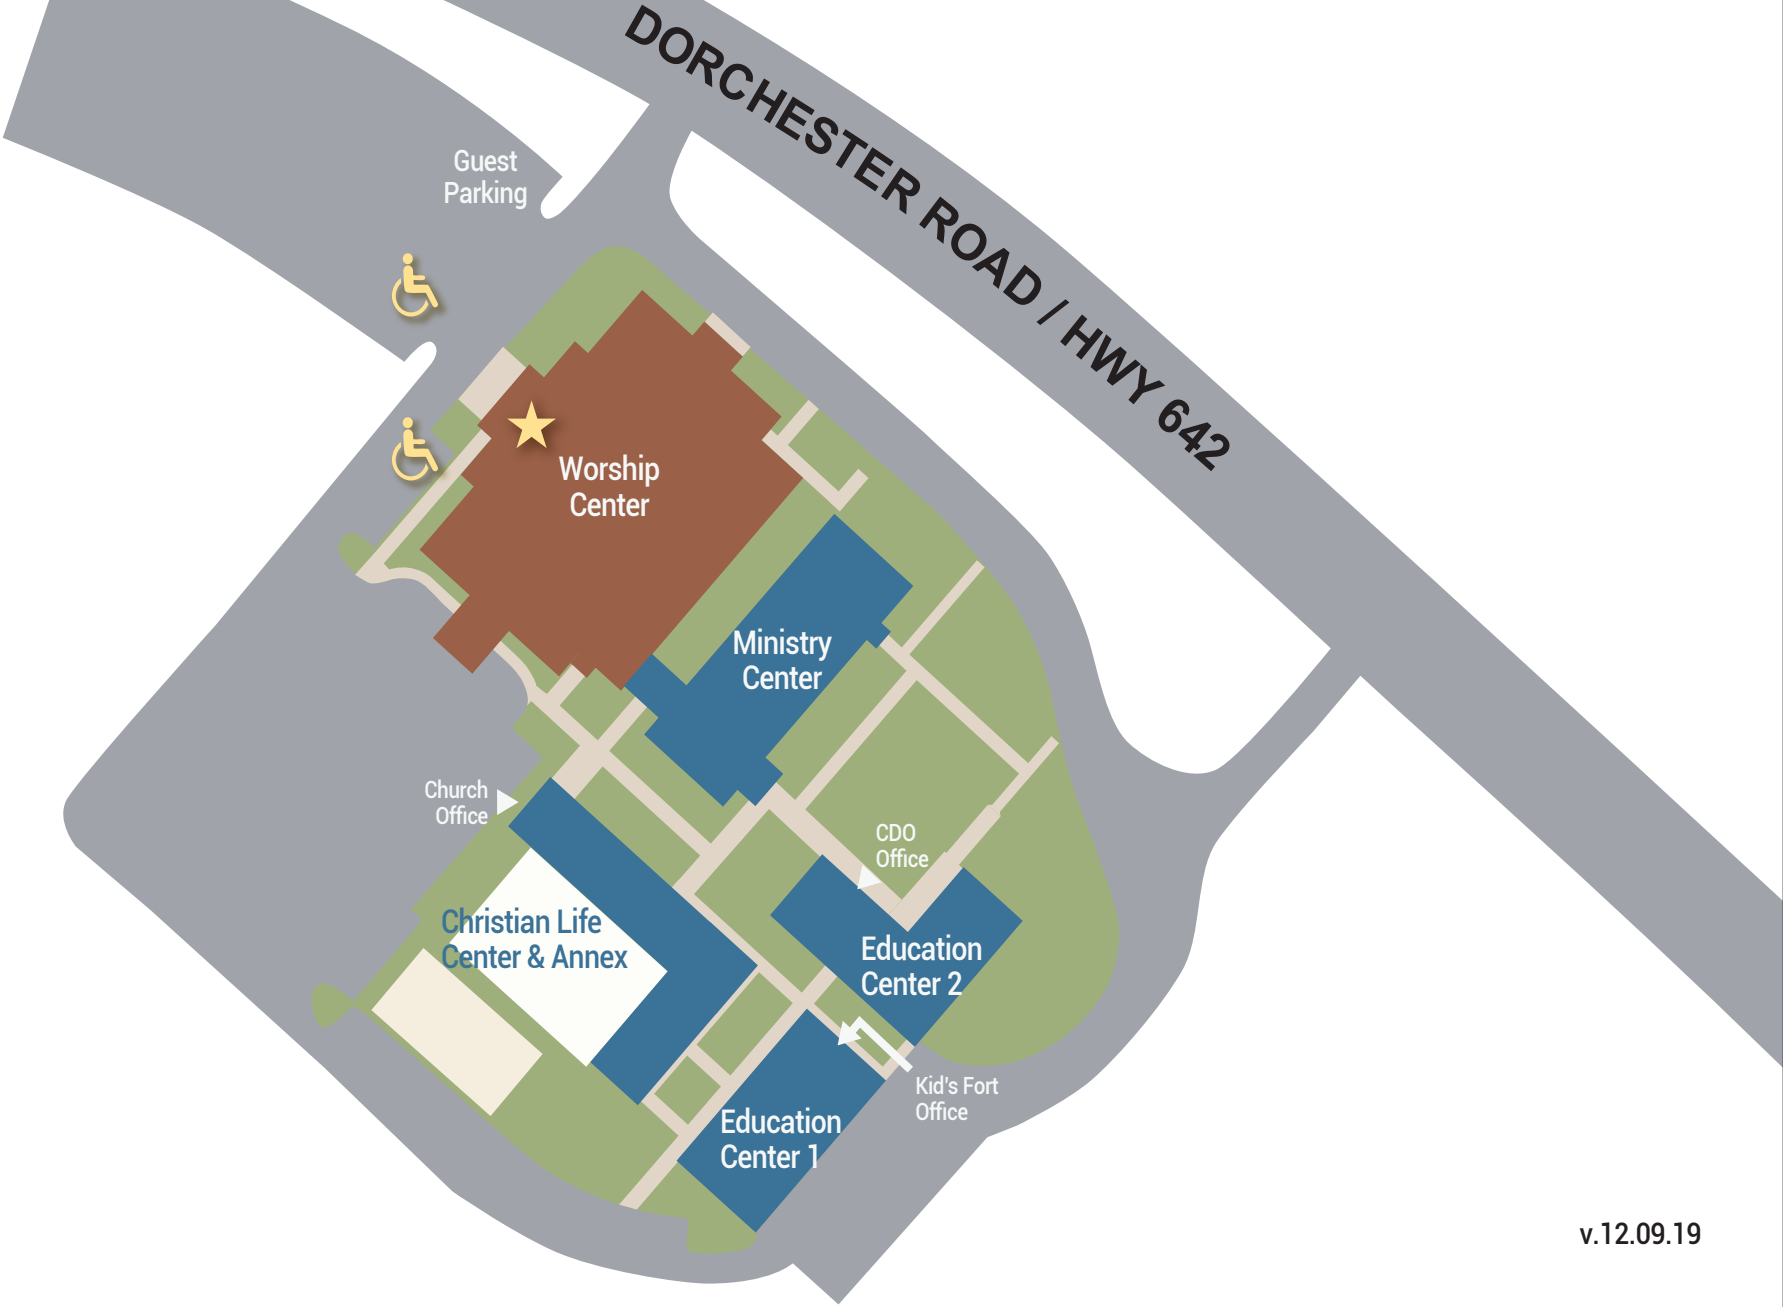 DORCHESTER ROAD / HWY 642
Guest
Parking
Worship
Center
Ministry
Center
Church
Office
CDO
Office
Christian Life
Center & Annex
Education
Center 2
Kid's Fort
Office
Education
Center 1
v.12.09.19